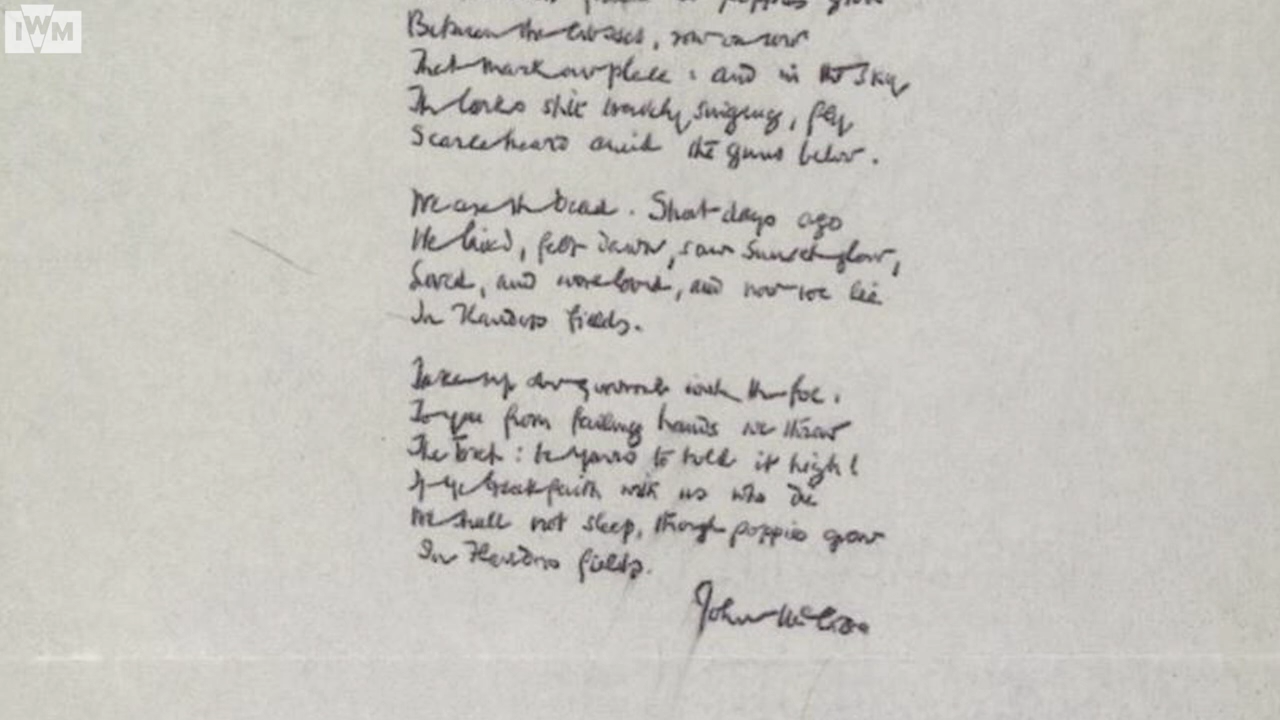 IWM
poppies grow
Between the crosses, row on row
That mark our place : and in the sky
The larks still bravely singing, fly
Scarce heard amid the guns below.
We are the Dead. Short days ago
We lived, felt dawn, saw sunset glow,
Loved, and were loved, and now we lie
In Flanders fields.
Take up our quarrel with the foe :
To you from failing hands we throw
The Torch : be yours to hold it high!
If ye break faith with us who die
We shall not sleep, though poppies grow
In Flanders fields.
John McCrae